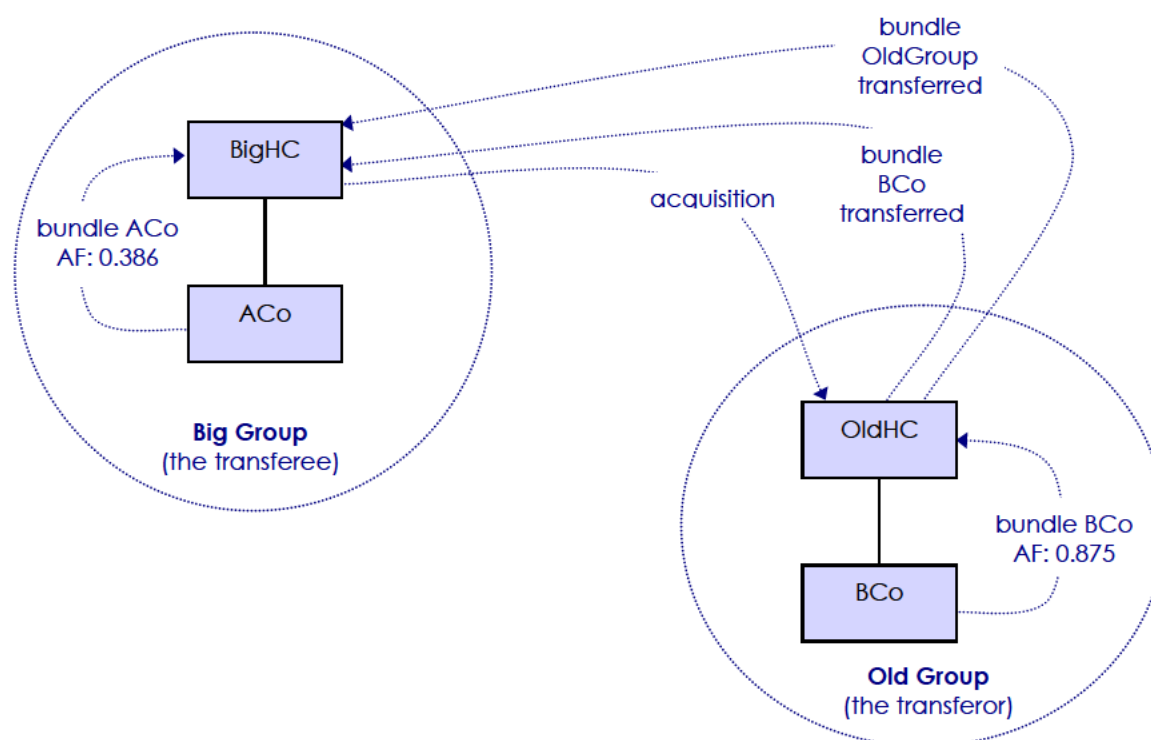 bundle
OldGroup
transferred
BigHC
bundle
BCo
transferred
acquisition
bundle ACo
AF: 0.386
ACo
Big Group
(the transferee)
OldHC
bundle BCo
AF: 0.875
BCo
Old Group
(the transferor)